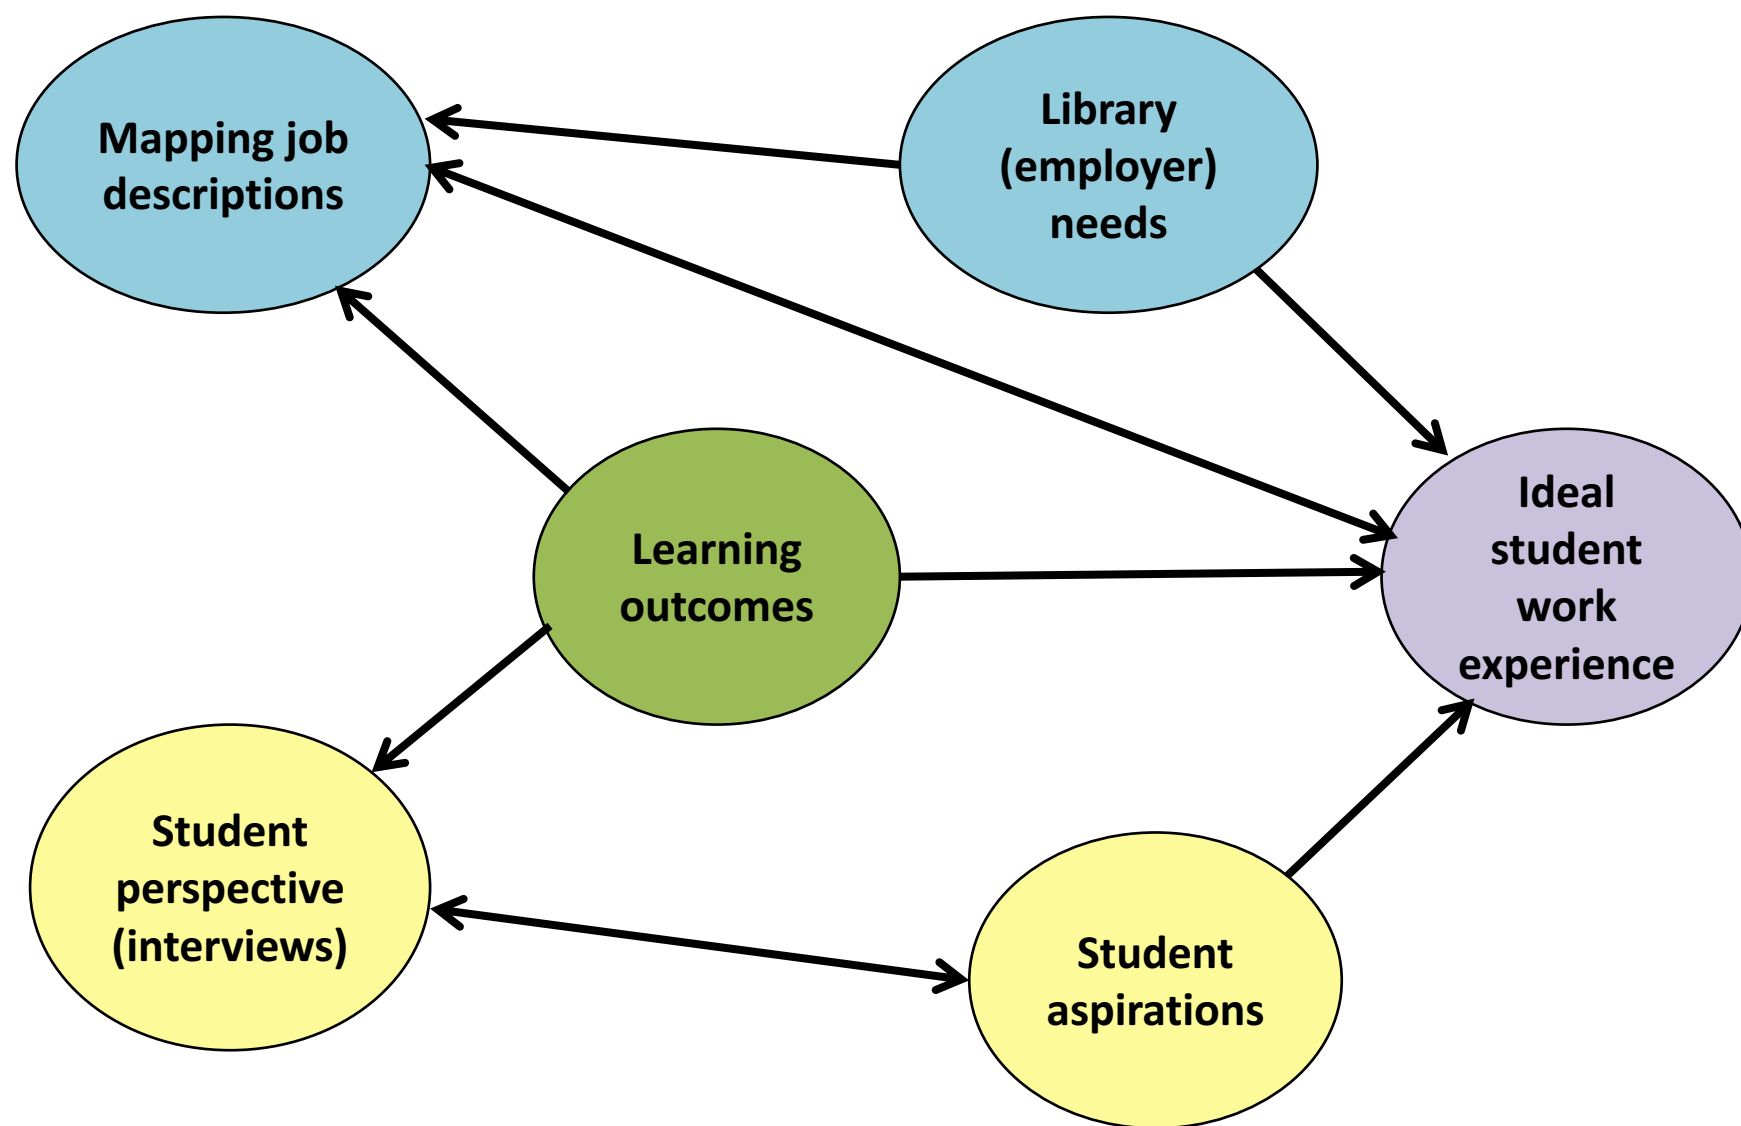 Mapping job
descriptions
Library
(employer)
needs
Learning
outcomes
Ideal
student
work
experience
Student
perspective
(interviews)
Student
aspirations